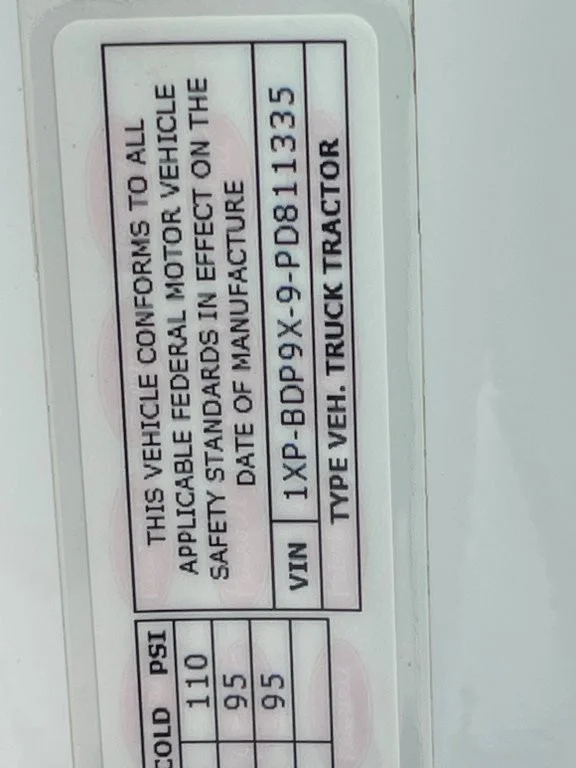 COLD PSI
110
95
95
THIS VEHICLE CONFORMS TO ALL
APPLICABLE FEDERAL MOTOR VEHICLE
SAFETY STANDARDS IN EFFECT ON THE
DATE OF MANUFACTURE
VIN 1XP-BDP9X-9-PD811335
TYPE VEH. TRUCK TRACTOR